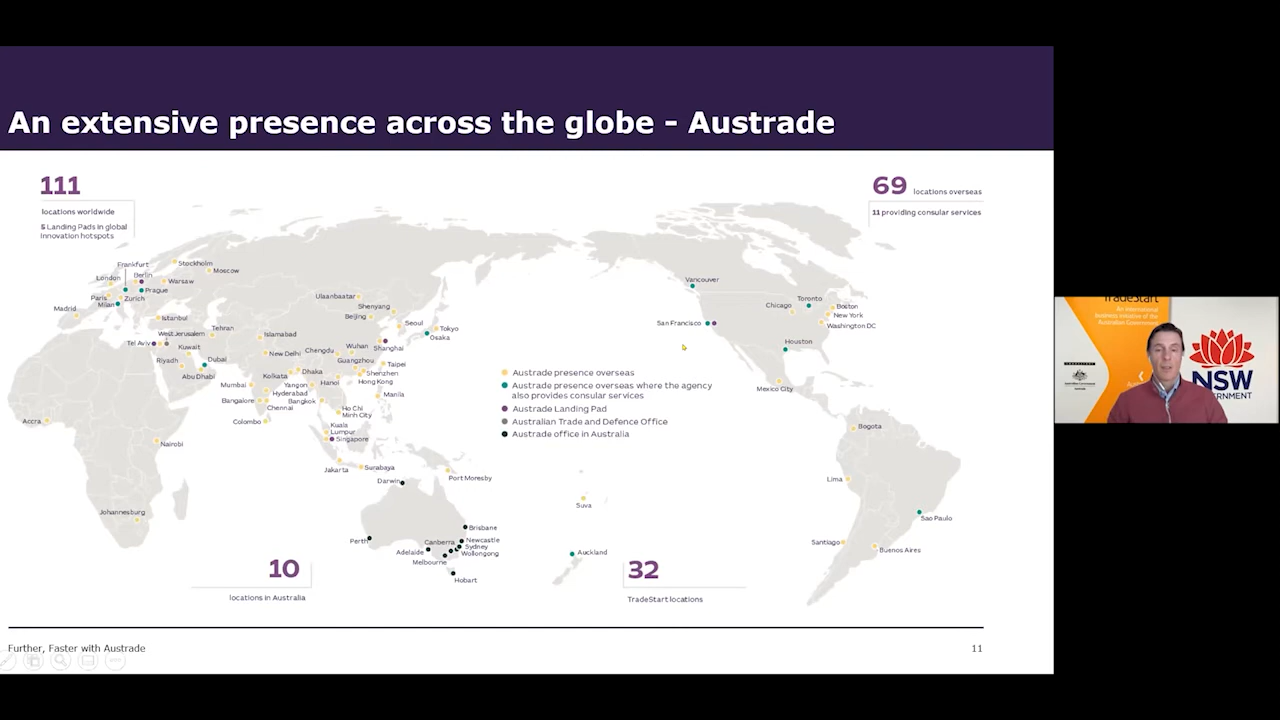 An extensive presence across the globe - Austrade
111
locations worldwide
5 Landing Pads in global
innovation hotspots
69 locations overseas
11 providing consular services
Frankfurt
Stockholm
Moscow
London
Berlin
Warsaw
Paris
Prague
Milan
Zurich
Madrid
Istanbul
Ulaanbaatar
Shenyang
Beijing
Seoul
Tokyo
Osaka
Tel Aviv
West Jerusalem
Tehran
Kuwait
Islamabad
Riyadh
Dubai
Abu Dhabi
New Delhi
Chengdu
Wuhan
Shanghai
Guangzhou
Taipei
Shenzhen
Hong Kong
Kolkata
Dhaka
Mumbai
Yangon
Hanoi
Hyderabad
Bangalore
Bangkok
Manila
Chennai
Ho Chi
Minh City
Colombo
Kuala
Lumpur
Singapore
Accra
Nairobi
Jakarta
Surabaya
Port Moresby
Darwin
Johannesburg
Suva
Perth
Brisbane
Canberra
Newcastle
Sydney
Adelaide
Wollongong
Melbourne
Hobart
Auckland
Vancouver
Chicago
Toronto
Boston
New York
Washington DC
San Francisco
Houston
Mexico City
Bogota
Lima
Sao Paulo
Santiago
Buenos Aires
Austrade presence overseas
Austrade presence overseas where the agency
also provides consular services
Austrade Landing Pad
Australian Trade and Defence Office
Austrade office in Australia
10
locations in Australia
32
TradeStart locations
Further, Faster with Austrade
11
TradeStart
An international
business initiative of the
Australian Government
NSW